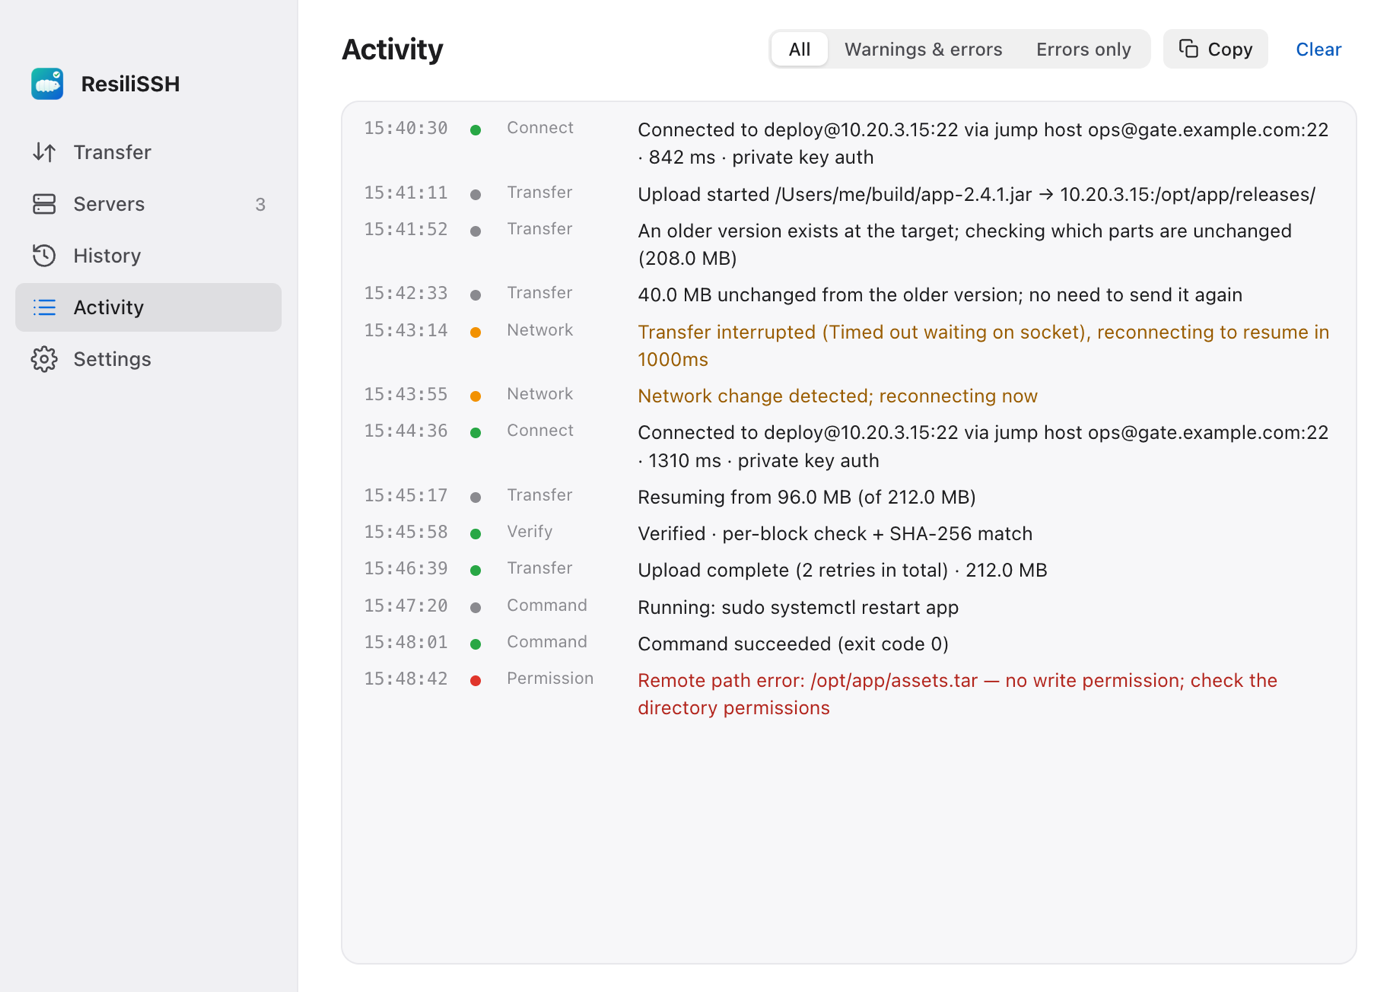 ResiliSSH
Transfer
Servers 3
History
Activity
Settings
Activity
All Warnings & errors Errors only Copy Clear
15:40:30 Connect Connected to deploy@10.20.3.15:22 via jump host ops@gate.example.com:22
· 842 ms · private key auth
15:41:11 Transfer Upload started /Users/me/build/app-2.4.1.jar → 10.20.3.15:/opt/app/releases/
15:41:52 Transfer An older version exists at the target; checking which parts are unchanged
(208.0 MB)
15:42:33 Transfer 40.0 MB unchanged from the older version; no need to send it again
15:43:14 Network Transfer interrupted (Timed out waiting on socket), reconnecting to resume in
1000ms
15:43:55 Network Network change detected; reconnecting now
15:44:36 Connect Connected to deploy@10.20.3.15:22 via jump host ops@gate.example.com:22
· 1310 ms · private key auth
15:45:17 Transfer Resuming from 96.0 MB (of 212.0 MB)
15:45:58 Verify Verified · per-block check + SHA-256 match
15:46:39 Transfer Upload complete (2 retries in total) · 212.0 MB
15:47:20 Command Running: sudo systemctl restart app
15:48:01 Command Command succeeded (exit code 0)
15:48:42 Permission Remote path error: /opt/app/assets.tar — no write permission; check the
directory permissions